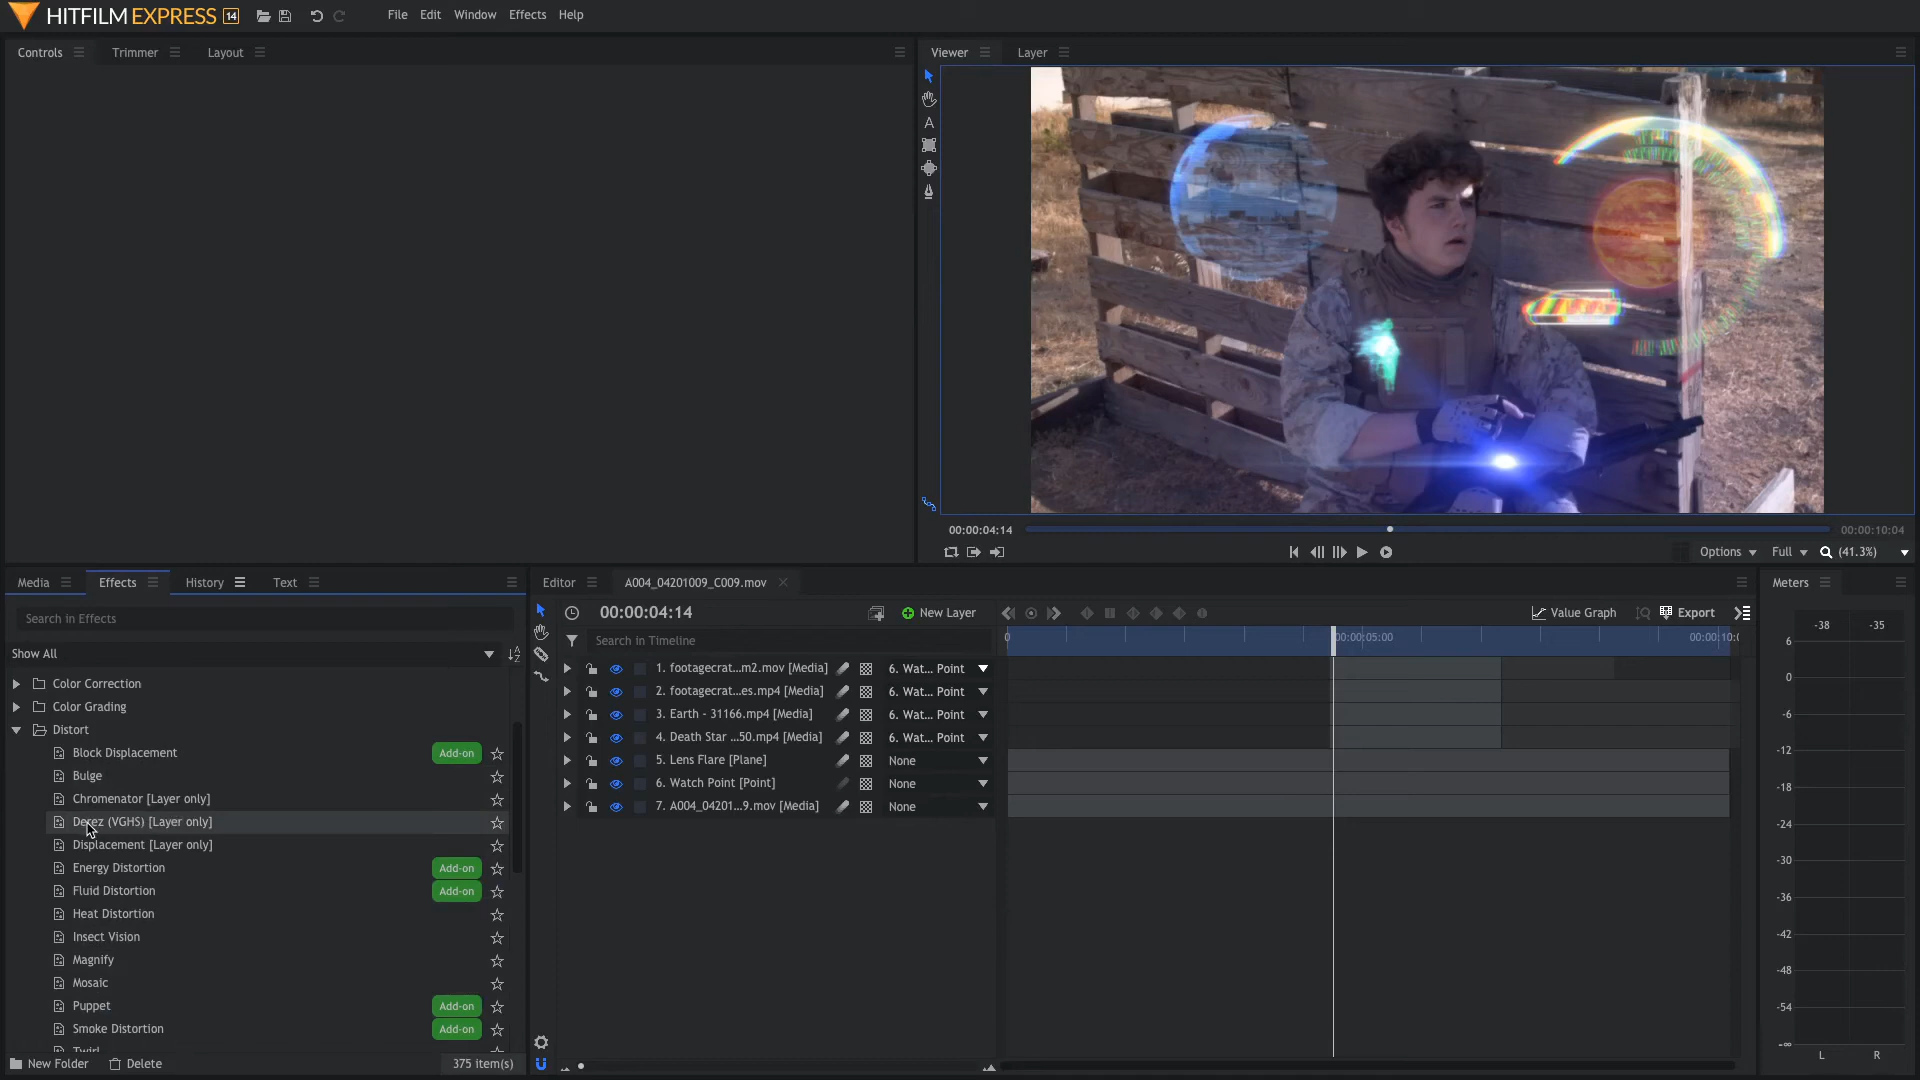 HITFILM EXPRESS 14
File Edit Window Effects Help
Controls Trimmer Layout
Viewer Layer
A
00:00:04:14 00:00:10:04
Options Full (41.3%)
Media Effects History Text
Search in Effects
Show All
Color Correction
Color Grading
Distort
Block Displacement Add-on
Bulge
Chromenator [Layer only]
Derez (VGHS) [Layer only]
Displacement [Layer only]
Energy Distortion Add-on
Fluid Distortion Add-on
Heat Distortion
Insect Vision
Magnify
Mosaic
Puppet Add-on
Smoke Distortion Add-on
Twirl
New Folder Delete 375 item(s)
Editor A004_04201009_C009.mov
00:00:04:14 New Layer Value Graph Export
Search in Timeline 0 00:00:05:00 00:00:10:0
1. footagecrat...m2.mov [Media] 6. Wat... Point
2. footagecrat...es.mp4 [Media] 6. Wat... Point
3. Earth - 31166.mp4 [Media] 6. Wat... Point
4. Death Star ...50.mp4 [Media] 6. Wat... Point
5. Lens Flare [Plane] None
6. Watch Point [Point] None
7. A004_04201...9.mov [Media] None
Meters
-38 -35
6
0
-6
-12
-18
-24
-30
-36
-42
-48
-54
-∞
L R